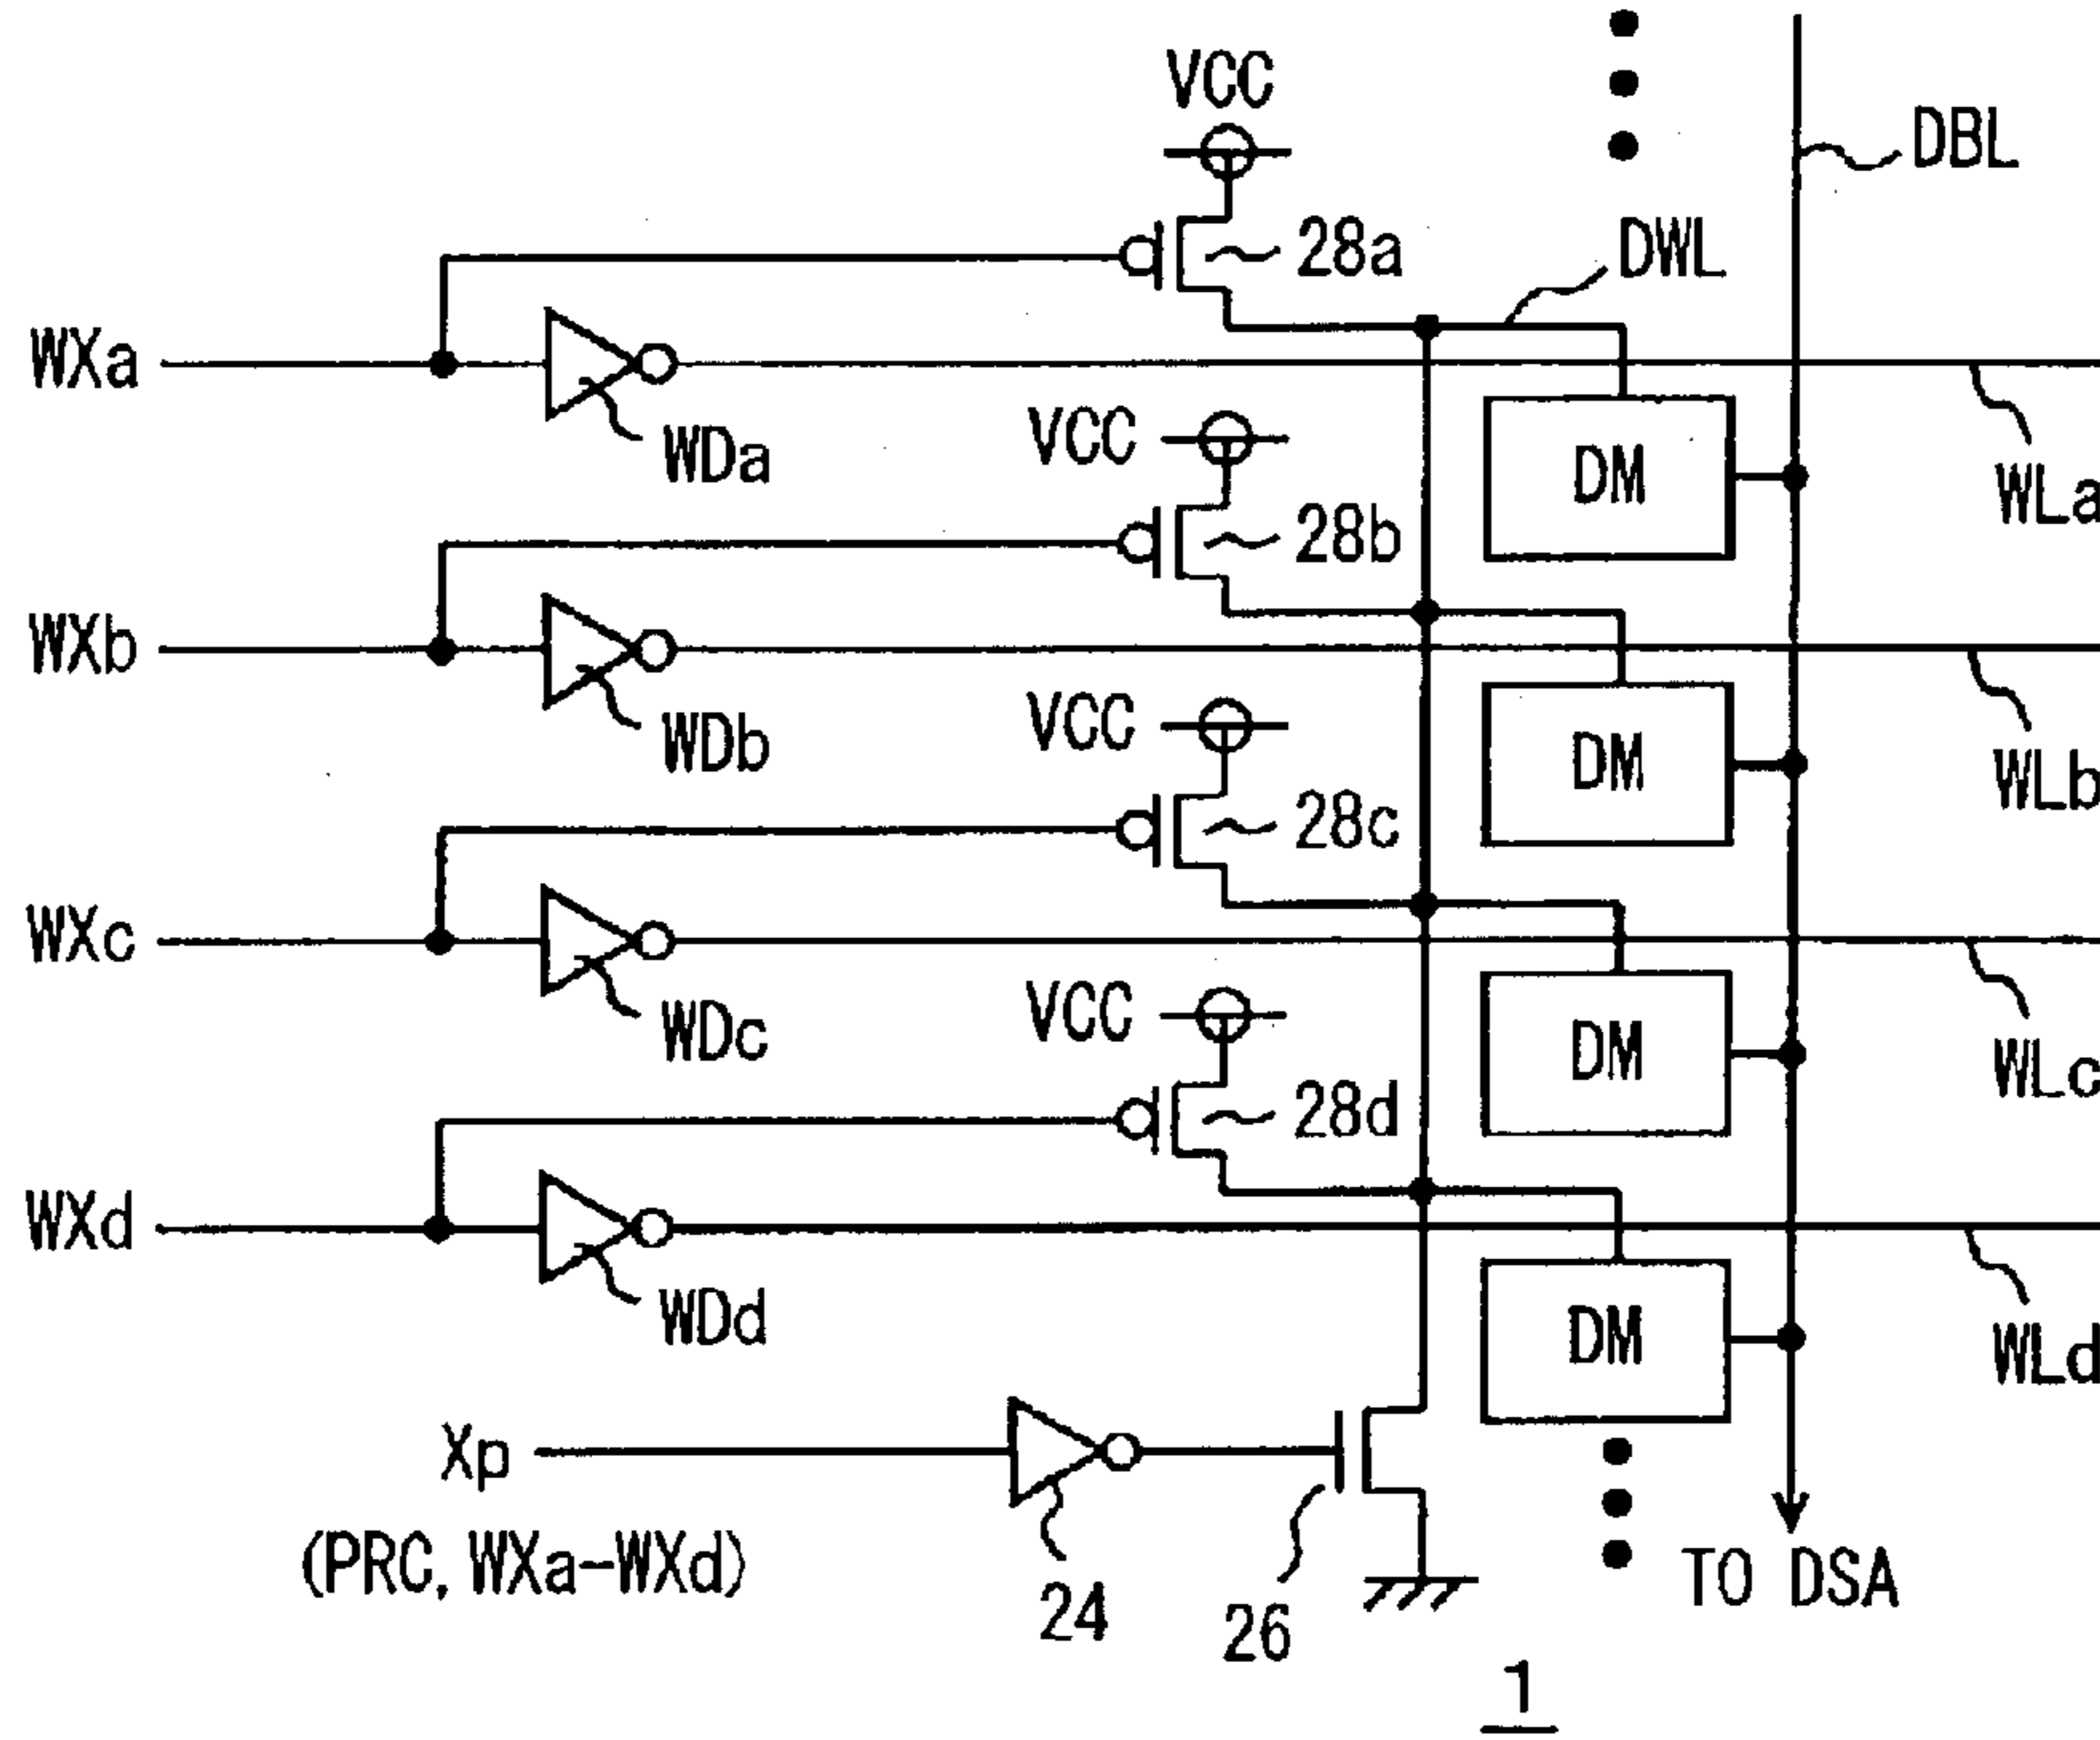 VCC
DBL
28a
DWL
WXa
WDa
VCC
DM
WLa
28b
WXb
WDb
VCC
DM
WLb
28c
WXc
WDc
VCC
DM
WLc
28d
WXd
WDd
DM
WLd
Xp
(PRC, WXa-WXd)
24
26
TO DSA
1